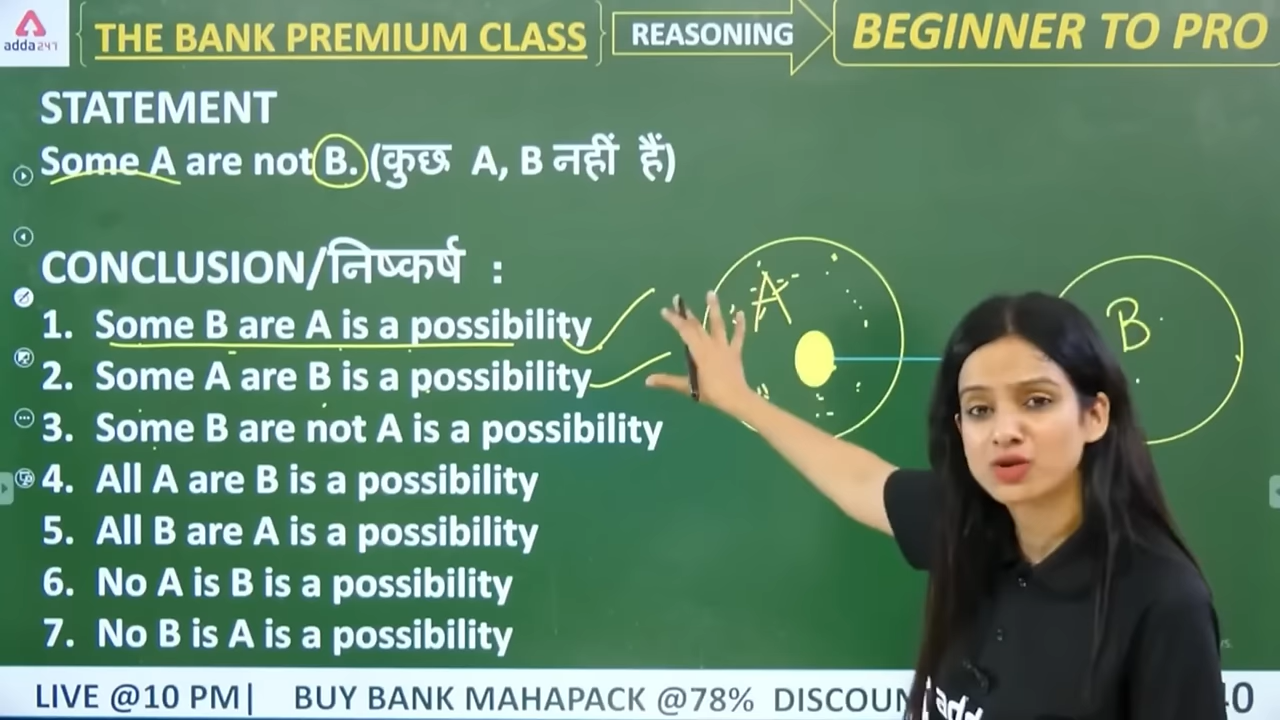 adda247
THE BANK PREMIUM CLASS
REASONING
BEGINNER TO PRO
STATEMENT
Some A are not B. (कुछ A, B नहीं हैं)
CONCLUSION/निष्कर्ष :
1. Some B are A is a possibility
2. Some A are B is a possibility
3. Some B are not A is a possibility
4. All A are B is a possibility
5. All B are A is a possibility
6. No A is B is a possibility
7. No B is A is a possibility
A
B
LIVE @10 PM| BUY BANK MAHAPACK @78% DISCOUN
add